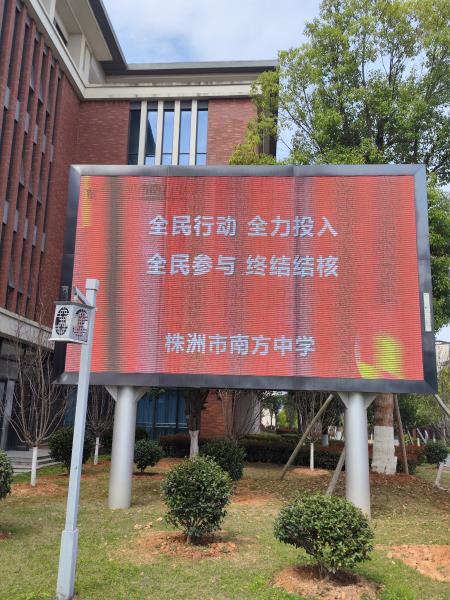 全民行动 全力投入
全民参与 终结结核
株洲市南方中学